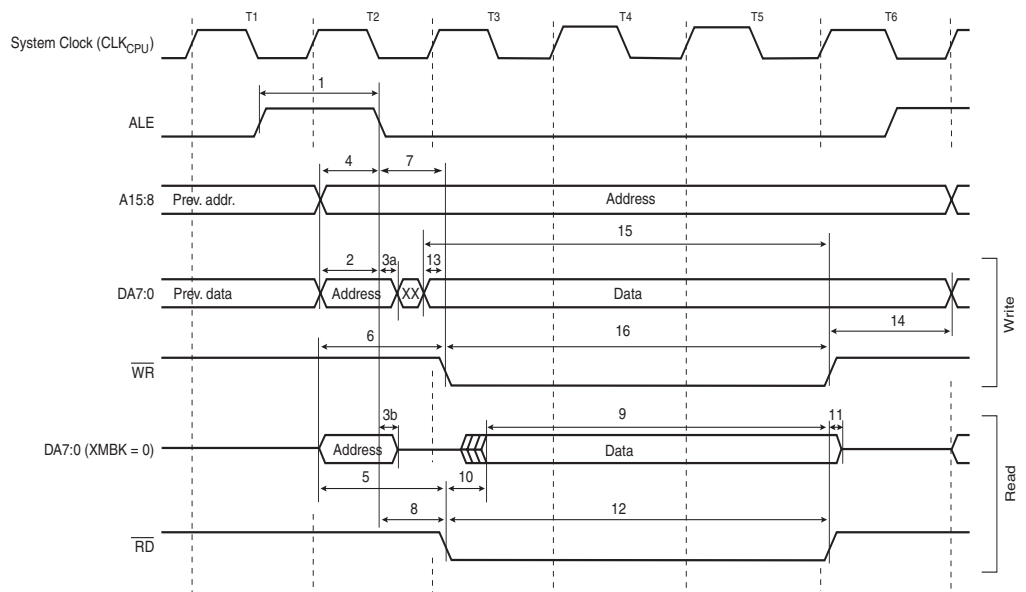 T1 T2 T3 T4 T5 T6
System Clock (CLKCPU)
1
ALE
4 7
A15:8 Prev. addr. Address
15
2 3a 13
DA7:0 Prev. data Address XX Data
14
6 16
WR
Write
3b 9 11
DA7:0 (XMBK = 0) Address Data
5 10
8 12
RD
Read